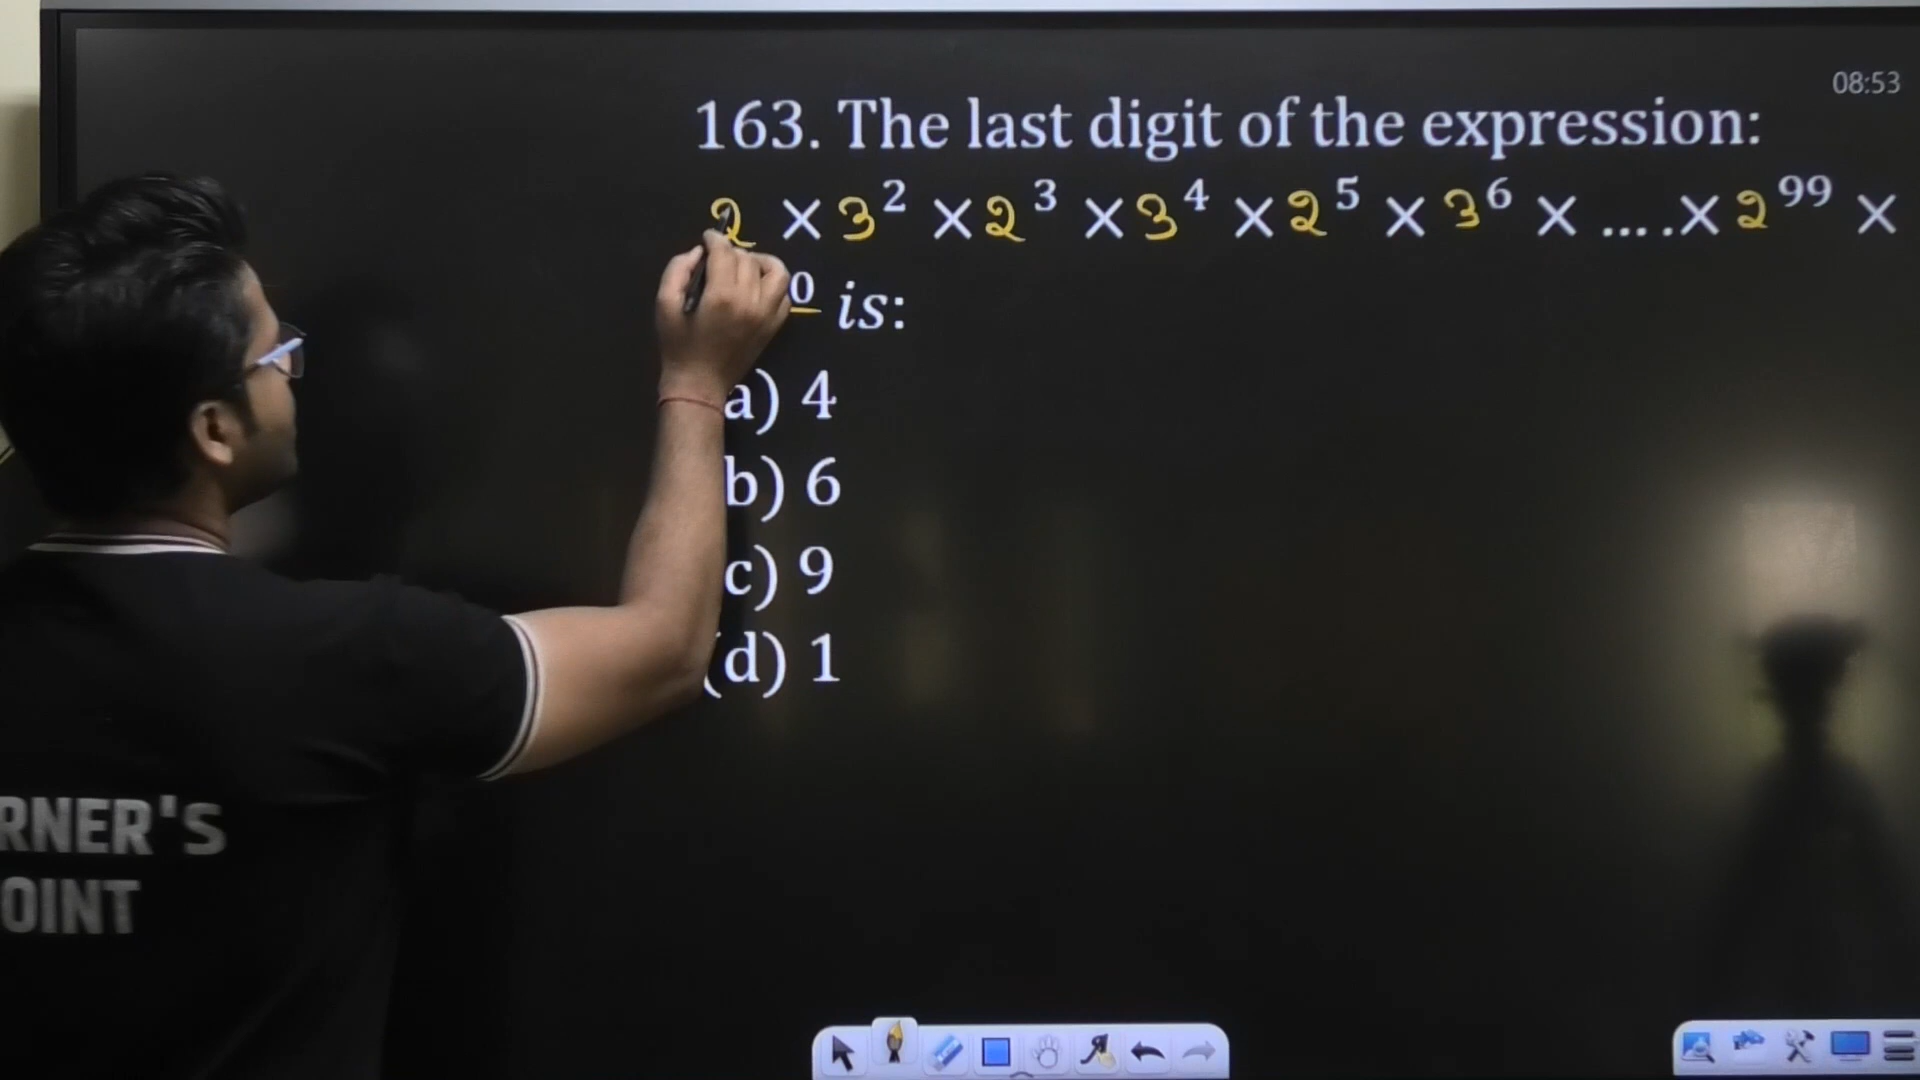 08:53
163. The last digit of the expression:
2 × 3² × 2³ × 3⁴ × 2⁵ × 3⁶ × ....× 2⁹⁹ ×
0 is:
a) 4
b) 6
c) 9
(d) 1
RNER'S
OINT